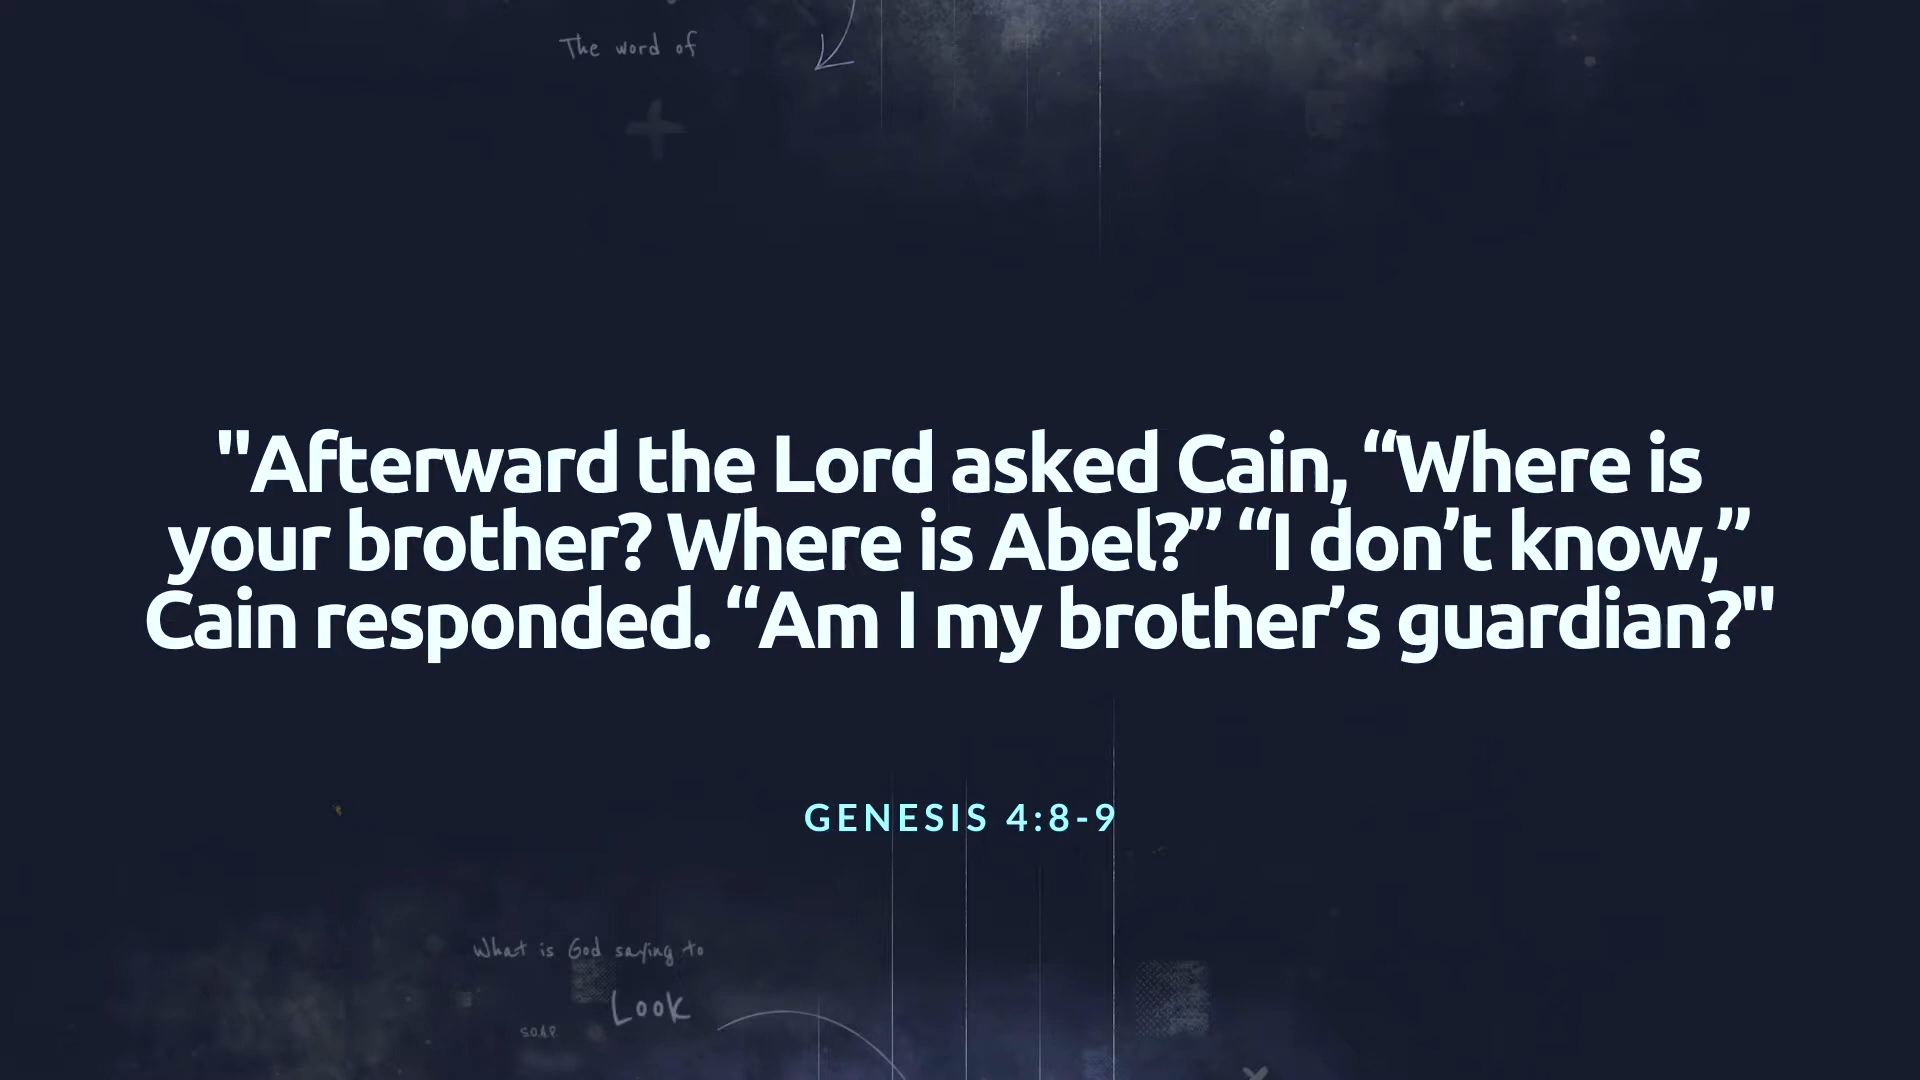 The word of
"Afterward the Lord asked Cain, “Where is
your brother? Where is Abel?” “I don’t know,”
Cain responded. “Am I my brother’s guardian?"
GENESIS 4:8-9
What is God saying to
Look
SOAP